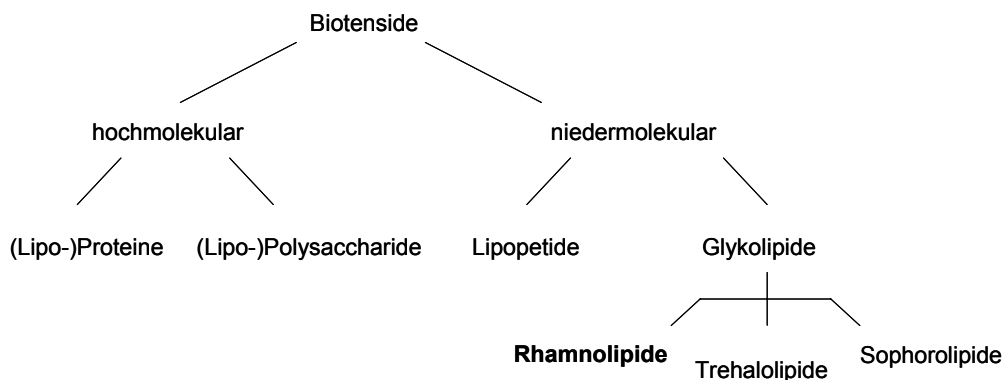 Biotenside
hochmolekular niedermolekular
(Lipo-)Proteine (Lipo-)Polysaccharide Lipopetide Glykolipide
Rhamnolipide Trehalolipide Sophorolipide